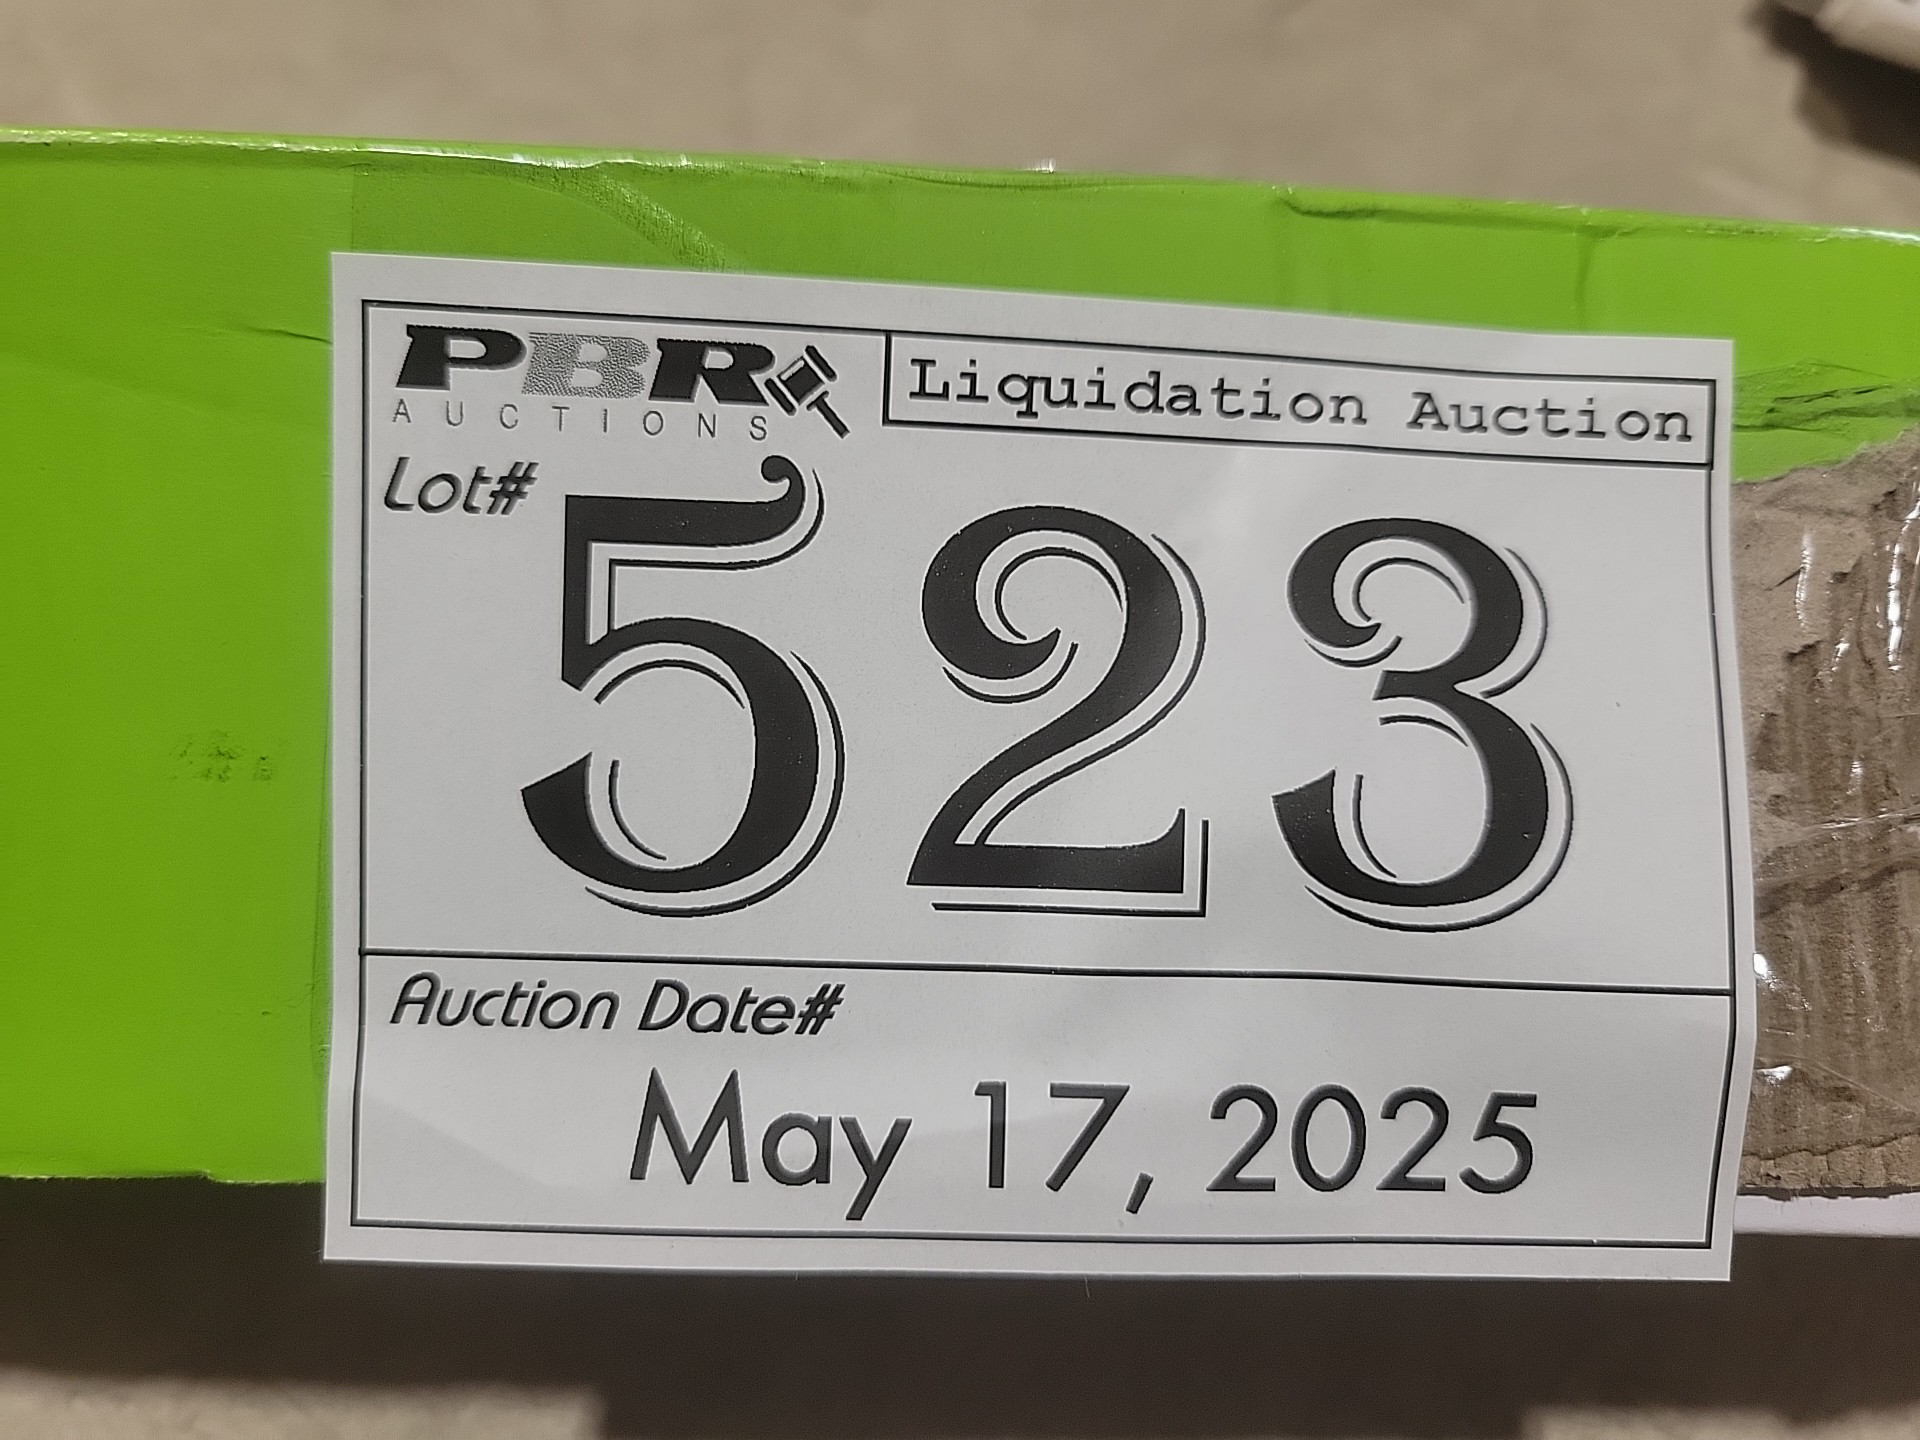 PBR
AUCTIONS
Liquidation Auction
Lot#
523
Auction Date#
May 17, 2025